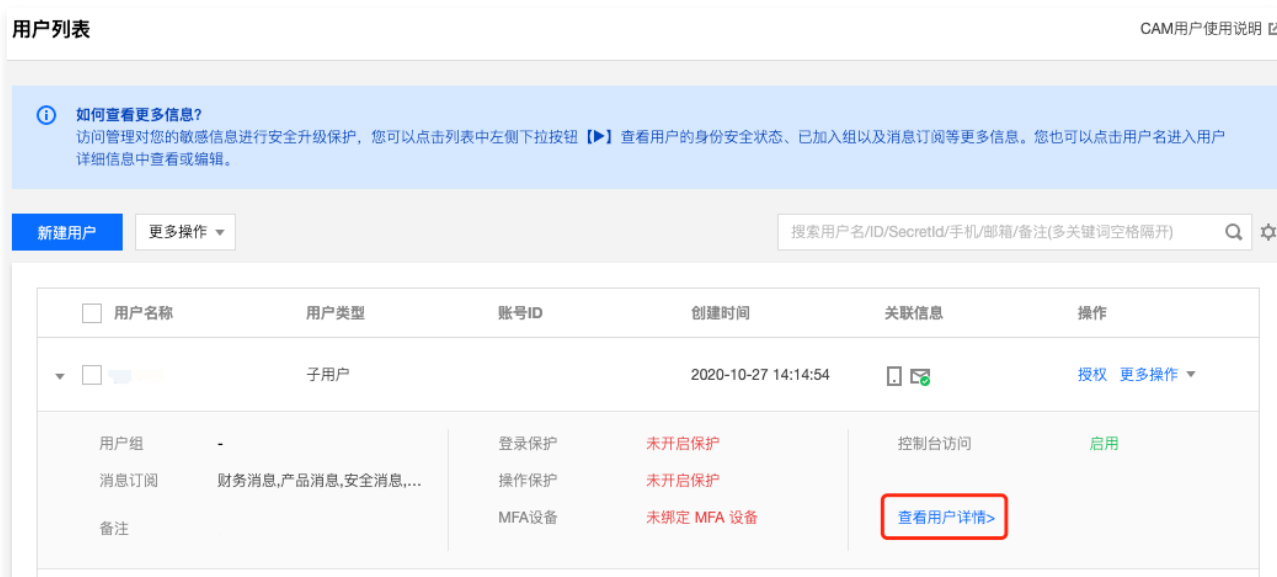 用户列表
CAM用户使用说明
如何查看更多信息?
访问管理对您的敏感信息进行安全升级保护，您可以点击列表中左侧下拉按钮【▶】查看用户的身份安全状态、已加入组以及消息订阅等更多信息。您也可以点击用户名进入用户
详细信息中查看或编辑。
新建用户 更多操作 搜索用户名/ID/SecretId/手机/邮箱/备注(多关键词空格隔开)
用户名称 用户类型 账号ID 创建时间 关联信息 操作
子用户 2020-10-27 14:14:54 授权 更多操作
用户组 - 登录保护 未开启保护 控制台访问 启用
消息订阅 财务消息,产品消息,安全消息,... 操作保护 未开启保护
MFA设备 未绑定 MFA 设备 查看用户详情>
备注